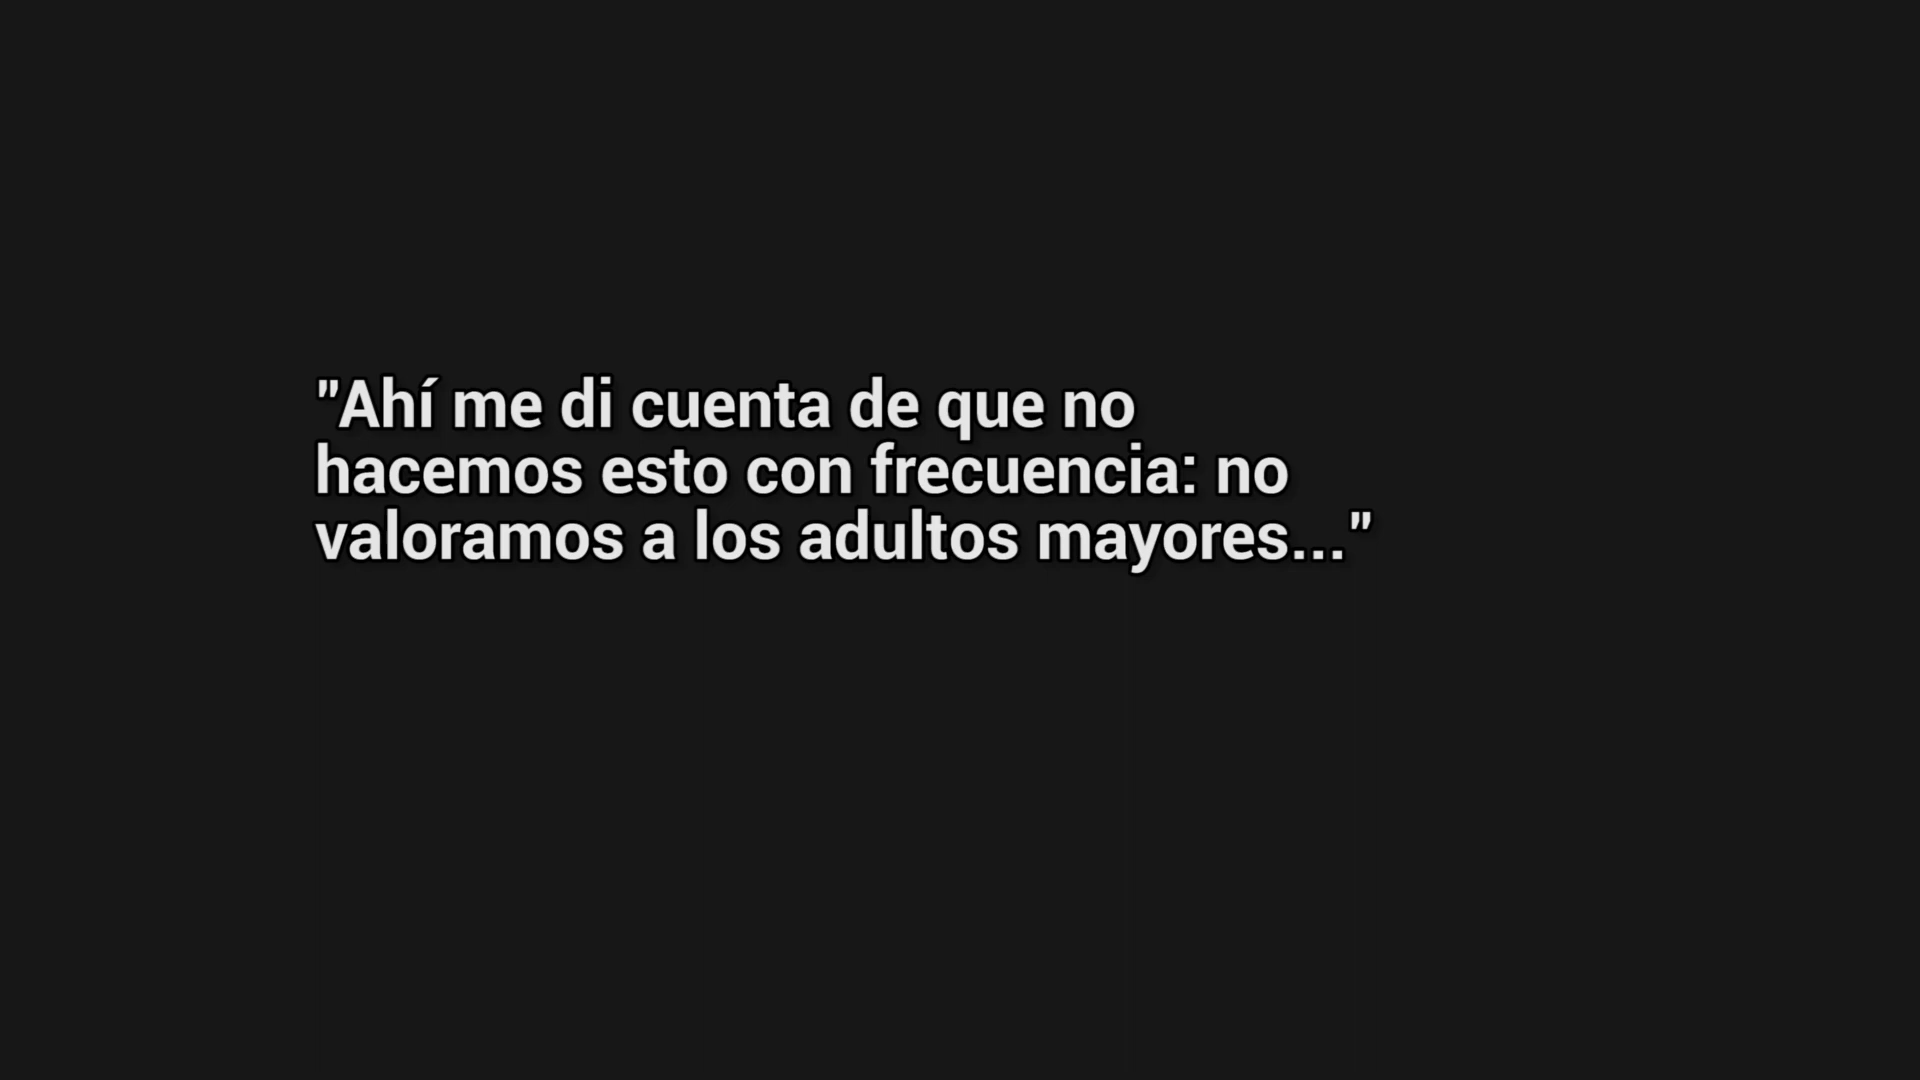 "Ahí me di cuenta de que no
hacemos esto con frecuencia: no
valoramos a los adultos mayores..."